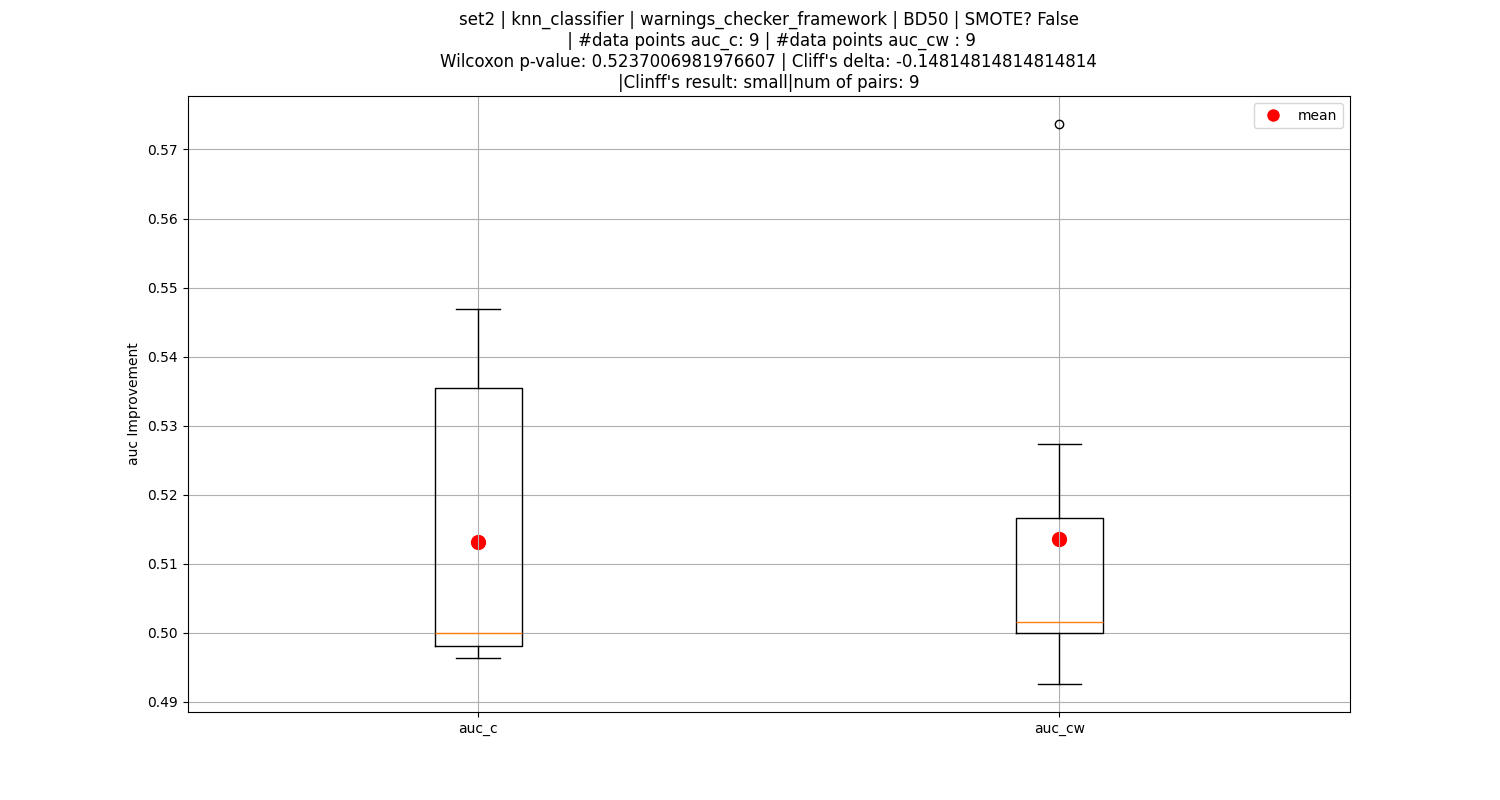 set2 | knn_classifier | warnings_checker_framework | BD50 | SMOTE? False
| #data points auc_c: 9 | #data points auc_cw : 9
Wilcoxon p-value: 0.5237006981976607 | Cliff's delta: -0.14814814814814814
|Clinff's result: small|num of pairs: 9
mean
0.57
0.56
0.55
0.54
0.53
0.52
0.51
0.50
0.49
auc Improvement
auc_c
auc_cw